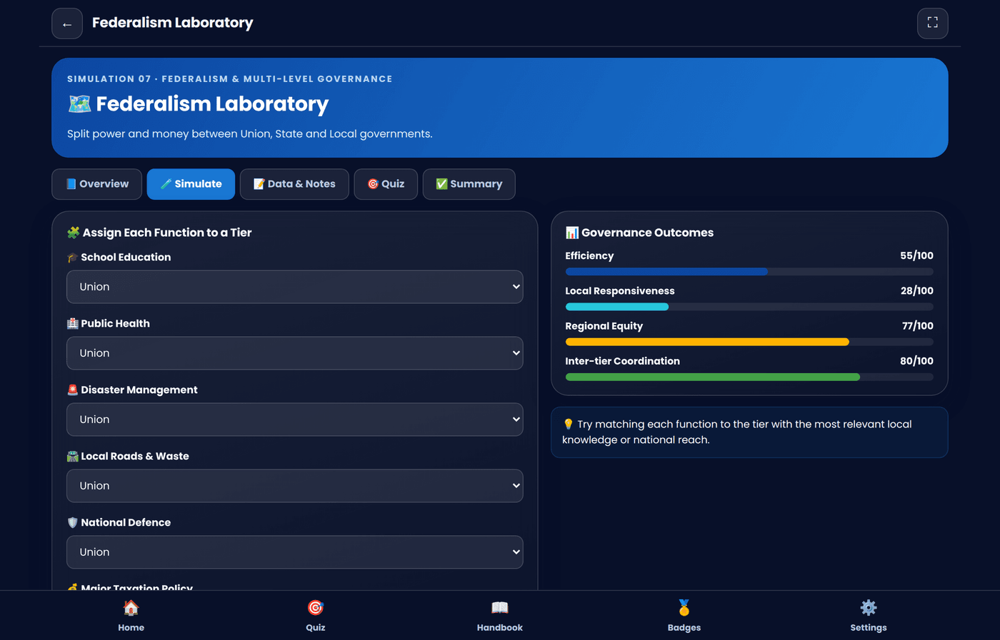 ← Federalism Laboratory
SIMULATION 07 · FEDERALISM & MULTI-LEVEL GOVERNANCE
🗺️ Federalism Laboratory
Split power and money between Union, State and Local governments.
📘 Overview
🧪 Simulate
📝 Data & Notes
🎯 Quiz
✅ Summary
🧩 Assign Each Function to a Tier
🎓 School Education
Union
🏥 Public Health
Union
🚨 Disaster Management
Union
🛣️ Local Roads & Waste
Union
🛡️ National Defence
Union
💰 Major Taxation Policy
📊 Governance Outcomes
Efficiency 55/100
Local Responsiveness 28/100
Regional Equity 77/100
Inter-tier Coordination 80/100
💡 Try matching each function to the tier with the most relevant local
knowledge or national reach.
Home
Quiz
Handbook
Badges
Settings